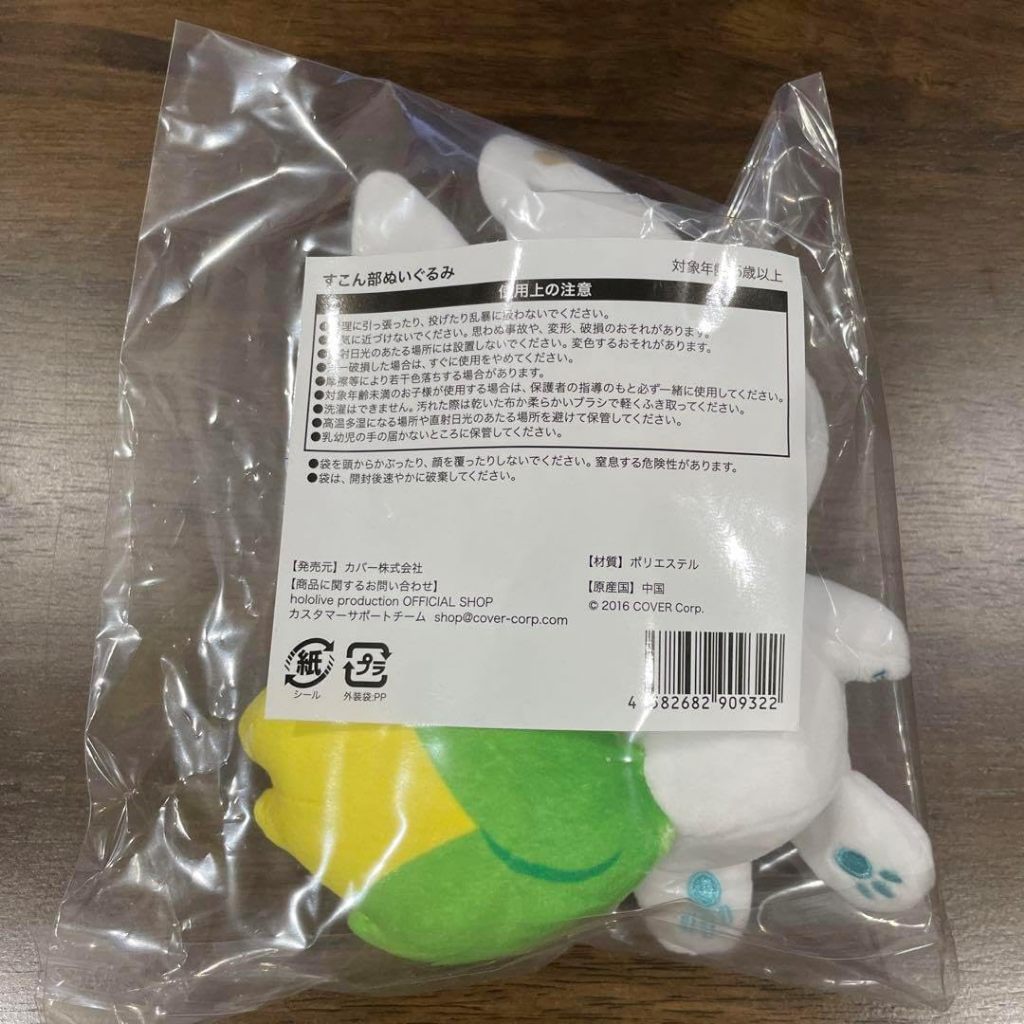 すこん部ぬいぐるみ
対象年齢 歳以上
使用上の注意
理に引っ張ったり、投げたり乱暴に扱わないでください。
気に近づけないでください。思わぬ事故や、変形、破損のおそれがあります。
●直射日光のあたる場所には設置しないでください。変色するおそれがあります。
●万一破損した場合は、すぐに使用をやめてください。
●摩擦等により若干色落ちする場合があります。
●対象年齢未満のお子様が使用する場合は、保護者の指導のもと必ず一緒に使用してください。
●洗濯はできません。汚れた際は乾いた布か柔らかいブラシで軽くふき取ってください。
●高温多湿になる場所や直射日光のあたる場所を避けて保管してください。
●乳幼児の手の届かないところに保管してください。
●袋を頭からかぶったり、顔を覆ったりしないでください。窒息する危険性があります。
●袋は、開封後速やかに破棄してください。
【発売元】カバー株式会社
【商品に関するお問い合わせ】
hololive production OFFICIAL SHOP
カスタマーサポートチーム shop@cover-corp.com
【材質】ポリエステル
【原産国】中国
© 2016 COVER Corp.
紙
シール
プラ
外装袋:PP
4 582682 909322